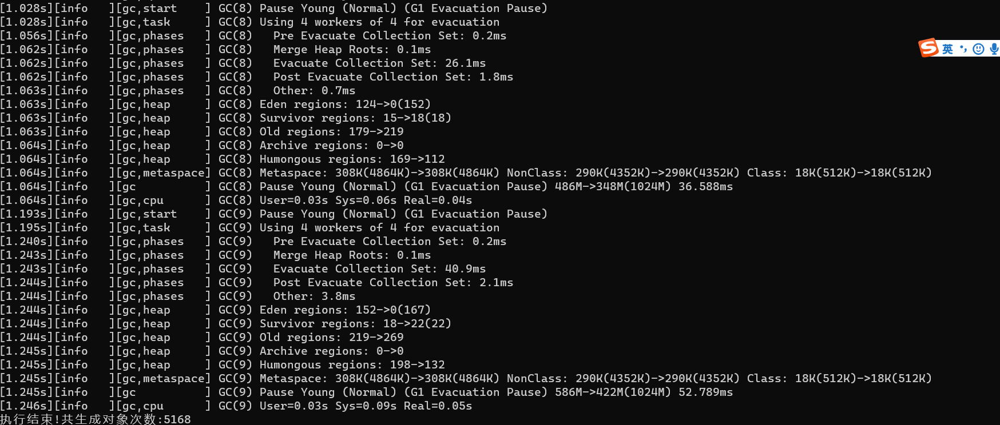 [1.028s][info   ][gc,start    ] GC(8) Pause Young (Normal) (G1 Evacuation Pause)
[1.028s][info   ][gc,task     ] GC(8) Using 4 workers of 4 for evacuation
[1.056s][info   ][gc,phases   ] GC(8)   Pre Evacuate Collection Set: 0.2ms
[1.062s][info   ][gc,phases   ] GC(8)   Merge Heap Roots: 0.1ms
[1.062s][info   ][gc,phases   ] GC(8)   Evacuate Collection Set: 26.1ms
[1.062s][info   ][gc,phases   ] GC(8)   Post Evacuate Collection Set: 1.8ms
[1.063s][info   ][gc,phases   ] GC(8)   Other: 0.7ms
[1.063s][info   ][gc,heap     ] GC(8) Eden regions: 124->0(152)
[1.063s][info   ][gc,heap     ] GC(8) Survivor regions: 15->18(18)
[1.063s][info   ][gc,heap     ] GC(8) Old regions: 179->219
[1.064s][info   ][gc,heap     ] GC(8) Archive regions: 0->0
[1.064s][info   ][gc,heap     ] GC(8) Humongous regions: 169->112
[1.064s][info   ][gc,metaspace] GC(8) Metaspace: 308K(4864K)->308K(4864K) NonClass: 290K(4352K)->290K(4352K) Class: 18K(512K)->18K(512K)
[1.064s][info   ][gc          ] GC(8) Pause Young (Normal) (G1 Evacuation Pause) 486M->348M(1024M) 36.588ms
[1.064s][info   ][gc,cpu      ] GC(8) User=0.03s Sys=0.06s Real=0.04s
[1.193s][info   ][gc,start    ] GC(9) Pause Young (Normal) (G1 Evacuation Pause)
[1.195s][info   ][gc,task     ] GC(9) Using 4 workers of 4 for evacuation
[1.240s][info   ][gc,phases   ] GC(9)   Pre Evacuate Collection Set: 0.2ms
[1.243s][info   ][gc,phases   ] GC(9)   Merge Heap Roots: 0.1ms
[1.243s][info   ][gc,phases   ] GC(9)   Evacuate Collection Set: 40.9ms
[1.244s][info   ][gc,phases   ] GC(9)   Post Evacuate Collection Set: 2.1ms
[1.244s][info   ][gc,phases   ] GC(9)   Other: 3.8ms
[1.244s][info   ][gc,heap     ] GC(9) Eden regions: 152->0(167)
[1.244s][info   ][gc,heap     ] GC(9) Survivor regions: 18->22(22)
[1.244s][info   ][gc,heap     ] GC(9) Old regions: 219->269
[1.245s][info   ][gc,heap     ] GC(9) Archive regions: 0->0
[1.245s][info   ][gc,heap     ] GC(9) Humongous regions: 198->132
[1.245s][info   ][gc,metaspace] GC(9) Metaspace: 308K(4864K)->308K(4864K) NonClass: 290K(4352K)->290K(4352K) Class: 18K(512K)->18K(512K)
[1.245s][info   ][gc          ] GC(9) Pause Young (Normal) (G1 Evacuation Pause) 586M->422M(1024M) 52.789ms
[1.246s][info   ][gc,cpu      ] GC(9) User=0.03s Sys=0.09s Real=0.05s
执行结束!共生成对象次数:5168
S 英